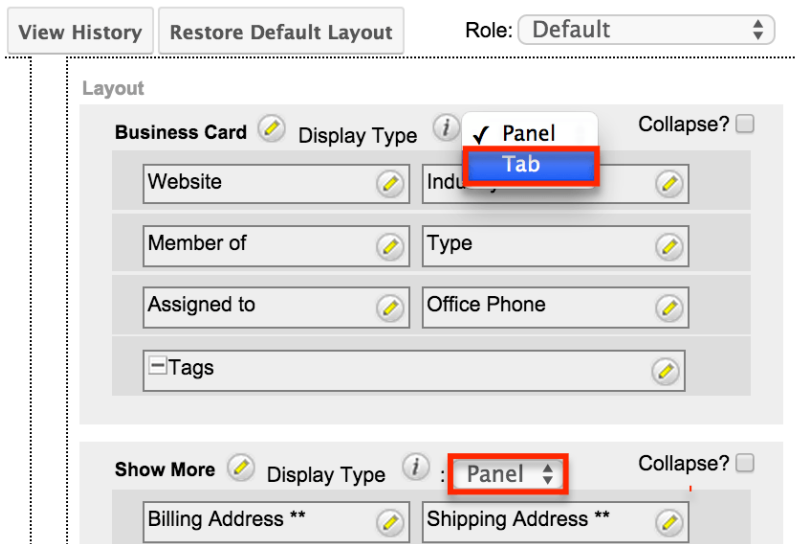 View History Restore Default Layout Role: Default
Layout
Business Card Display Type i ✓ Panel Collapse?
Tab
Website
Member of Type
Assigned to Office Phone
Tags
Show More Display Type i : Panel Collapse?
Billing Address ** Shipping Address **